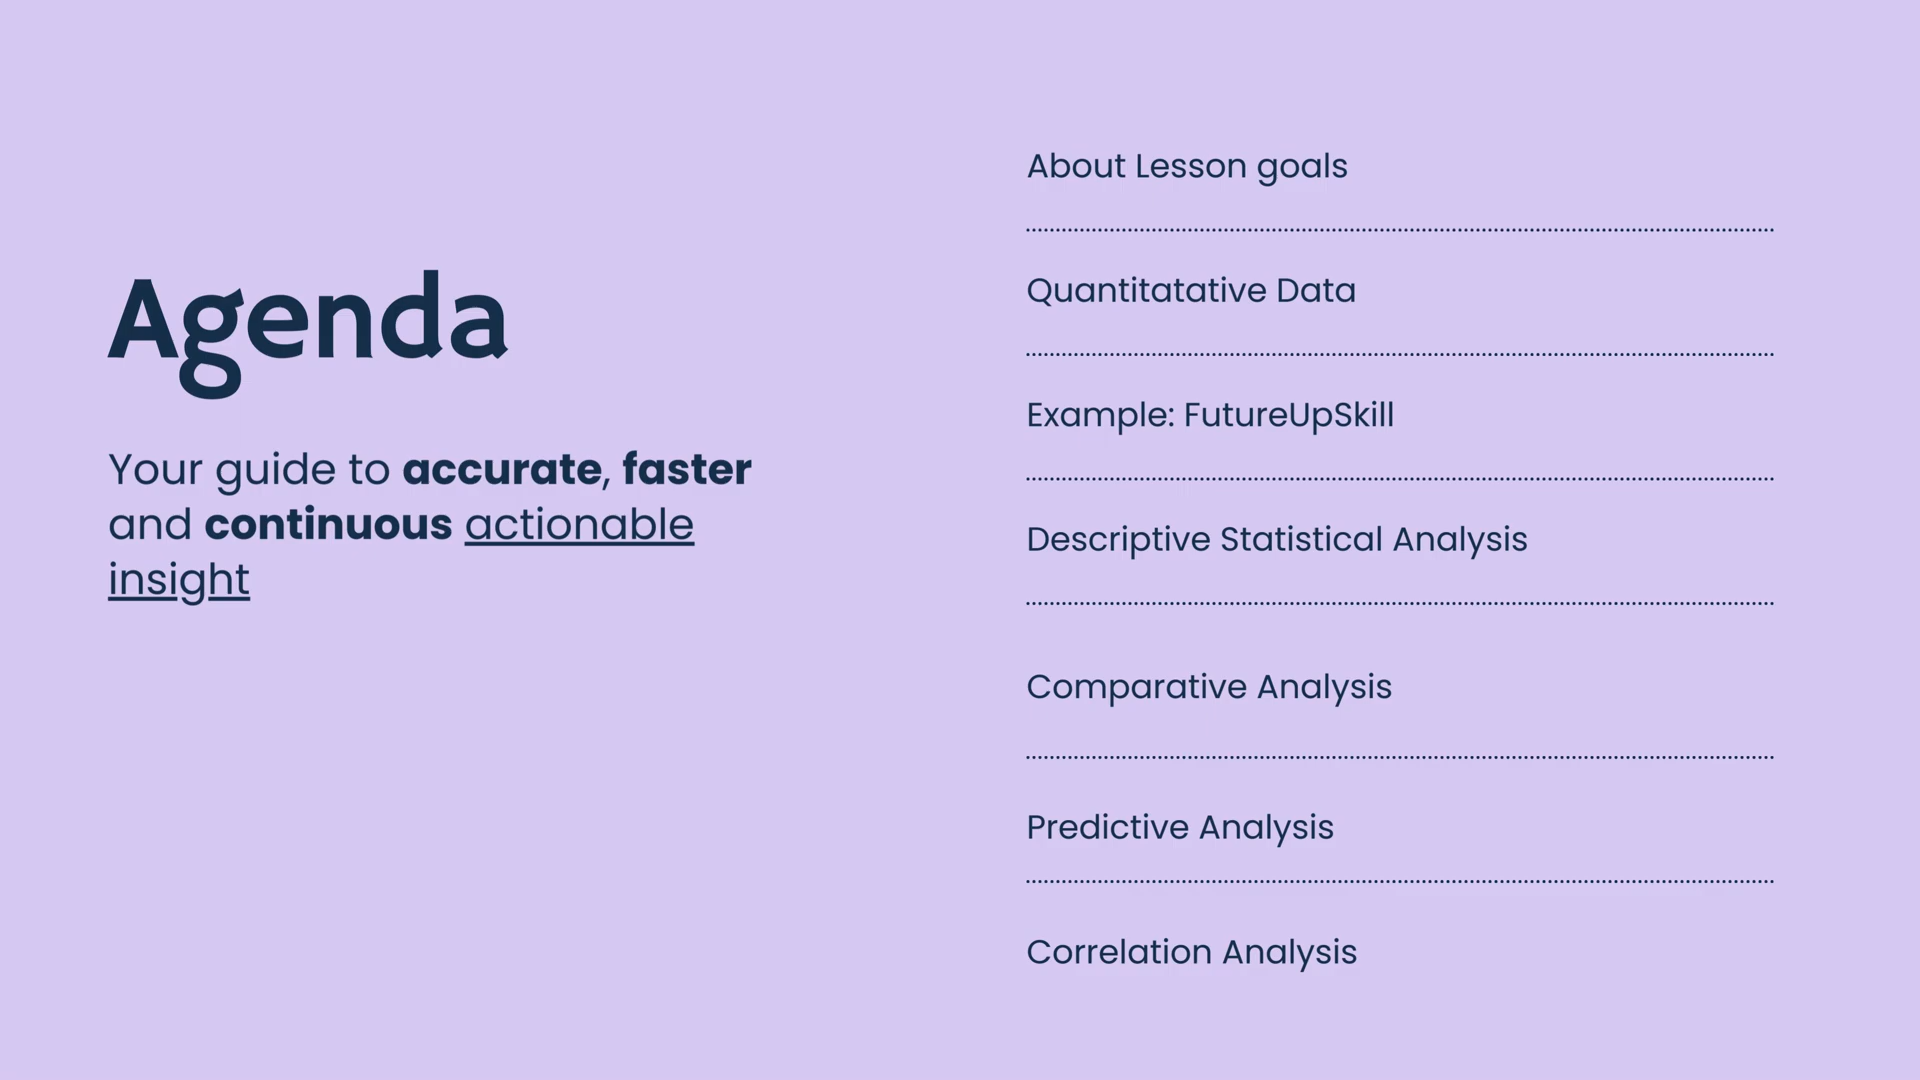 Agenda
Your guide to accurate, faster
and continuous actionable
insight
About Lesson goals
Quantitatative Data
Example: FutureUpSkill
Descriptive Statistical Analysis
Comparative Analysis
Predictive Analysis
Correlation Analysis